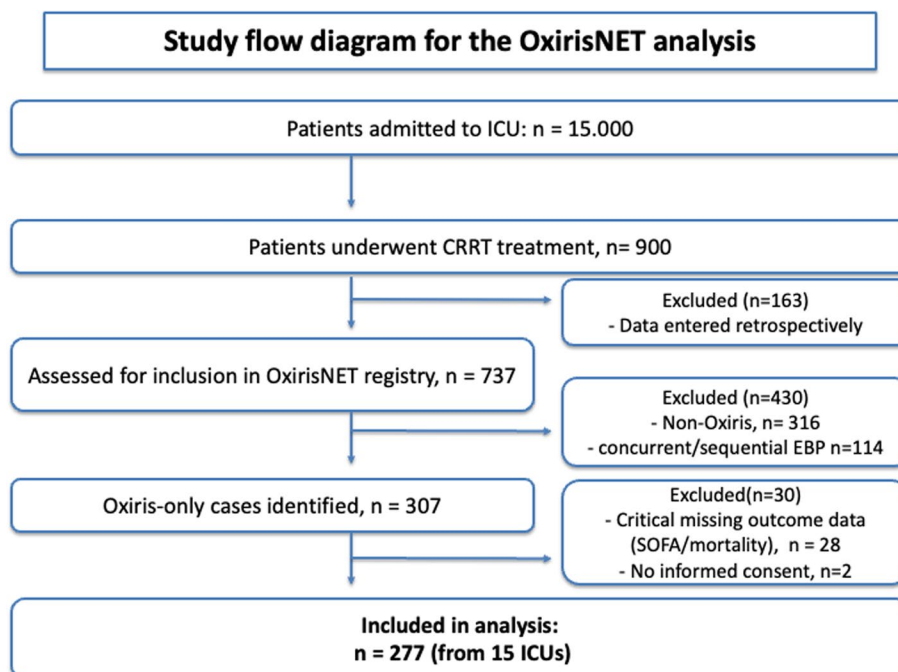 Study flow diagram for the OxirisNET analysis
Patients admitted to ICU: n = 15.000
Patients underwent CRRT treatment, n= 900
Excluded (n=163)
- Data entered retrospectively
Assessed for inclusion in OxirisNET registry, n = 737
Excluded (n=430)
- Non-Oxiris, n= 316
- concurrent/sequential EBP n=114
Oxiris-only cases identified, n = 307
Excluded(n=30)
- Critical missing outcome data
(SOFA/mortality), n = 28
- No informed consent, n=2
Included in analysis:
n = 277 (from 15 ICUs)